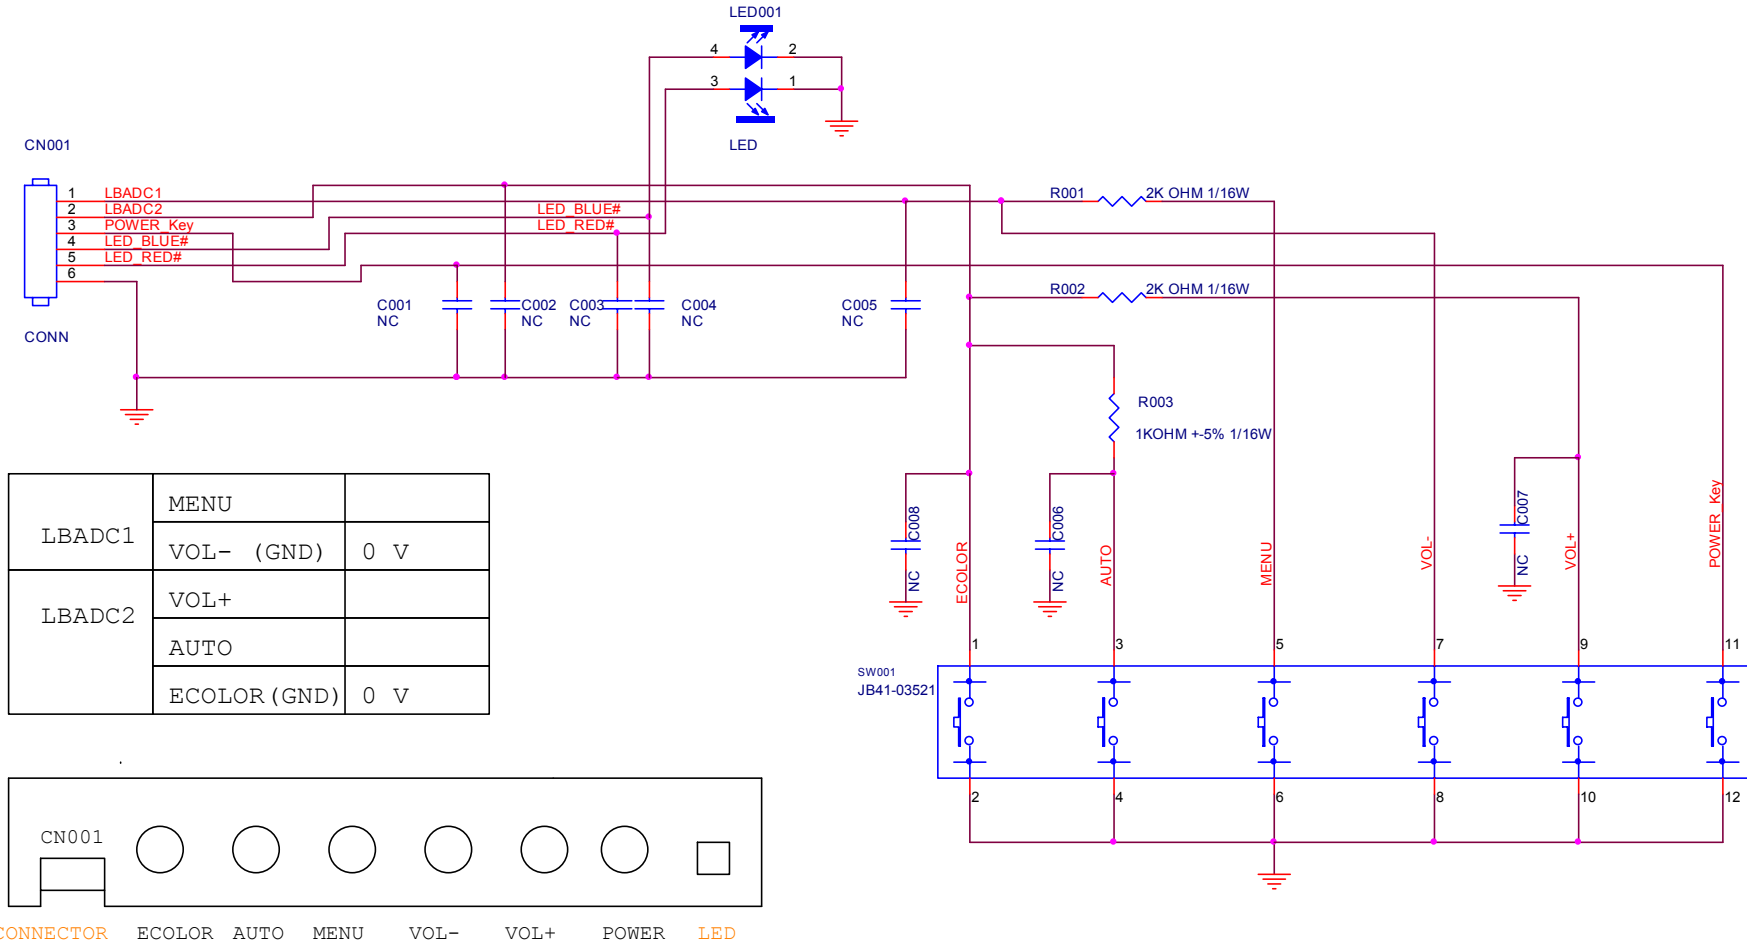 LED001
4 2
3 1
LED
CN001
1 LBADC1
2 LBADC2
3 POWER_Key
4 LED_BLUE#
5 LED_RED#
6
CONN
LED_BLUE#
LED_RED#
R001 2K OHM 1/16W
R002 2K OHM 1/16W
C001
NC
C002
NC
C003
NC
C004
NC
C005
NC
R003
1KOHM +-5% 1/16W
C008
NC
ECOLOR
C006
NC
AUTO
MENU
VOL-
C007
NC
VOL+
POWER_Key
LBADC1 MENU
VOL- (GND) 0 V
LBADC2 VOL+
AUTO
ECOLOR(GND) 0 V
1 3 5 7 9 11
SW001
JB41-03521
2 4 6 8 10 12
CN001
CONNECTOR ECOLOR AUTO MENU VOL- VOL+ POWER LED